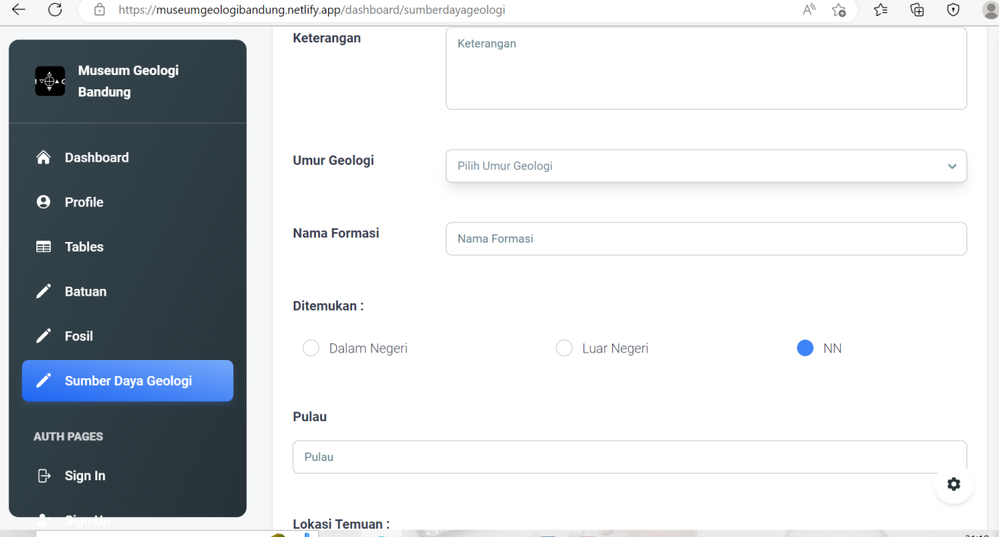 https://museumgeologibandung.netlify.app/dashboard/sumberdayageologi
Museum Geologi
Bandung
Dashboard
Profile
Tables
Batuan
Fosil
Sumber Daya Geologi
AUTH PAGES
Sign In
Sign Up
Keterangan
Keterangan
Umur Geologi
Pilih Umur Geologi
Nama Formasi
Nama Formasi
Ditemukan :
Dalam Negeri
Luar Negeri
NN
Pulau
Pulau
Lokasi Temuan :